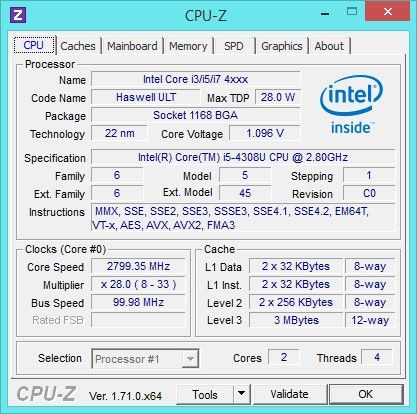 CPU-Z
CPU Caches Mainboard Memory SPD Graphics About
Processor
Name Intel Core i3/i5/i7 4xxx
Code Name Haswell ULT Max TDP 28.0 W
Package Socket 1168 BGA
Technology 22 nm Core Voltage 1.096 V
intel
inside™
Specification Intel(R) Core(TM) i5-4308U CPU @ 2.80GHz
Family 6 Model 5 Stepping 1
Ext. Family 6 Ext. Model 45 Revision C0
Instructions MMX, SSE, SSE2, SSE3, SSSE3, SSE4.1, SSE4.2, EM64T,
VT-x, AES, AVX, AVX2, FMA3
Clocks (Core #0)
Core Speed 2799.35 MHz
Multiplier x 28.0 ( 8 - 33 )
Bus Speed 99.98 MHz
Rated FSB
Cache
L1 Data 2 x 32 KBytes 8-way
L1 Inst. 2 x 32 KBytes 8-way
Level 2 2 x 256 KBytes 8-way
Level 3 3 MBytes 12-way
Selection Processor #1 Cores 2 Threads 4
CPU-Z Ver. 1.71.0.x64 Tools Validate OK